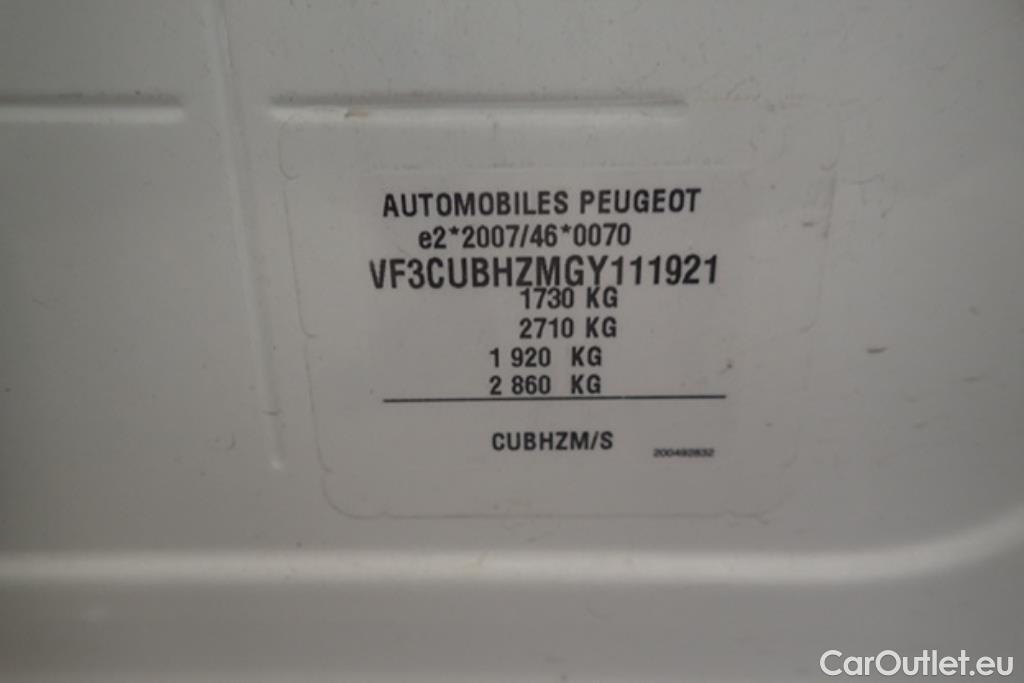 AUTOMOBILES PEUGEOT
e2*2007/46*0070
VF3CUBHZMGY111921
1730 KG
2710 KG
1 920 KG
2 860 KG
CUBHZM/S
200492832
CarOutlet.eu